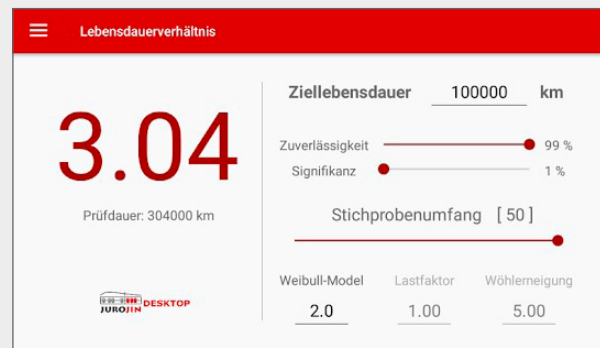 Lebensdauerverhältnis
3.04
Prüfdauer: 304000 km
JUROJIN DESKTOP
Ziellebensdauer 100000 km
Zuverlässigkeit 99 %
Signifikanz 1 %
Stichprobenumfang [ 50 ]
Weibull-Model Lastfaktor Wöhlerneigung
2.0 1.00 5.00